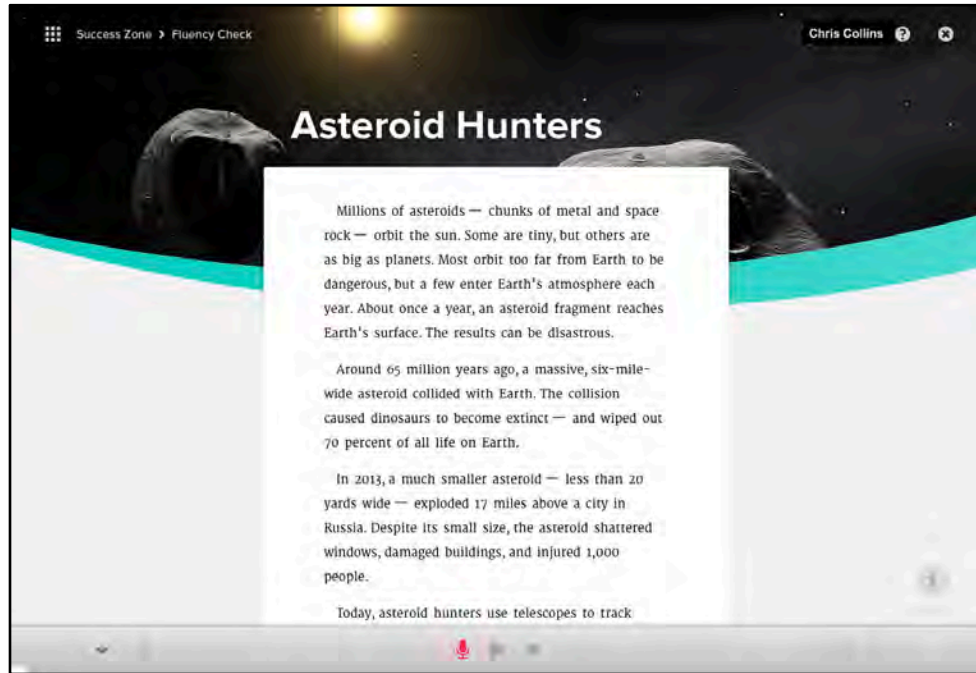 Success Zone > Fluency Check
Chris Collins
Asteroid Hunters
Millions of asteroids — chunks of metal and space
rock — orbit the sun. Some are tiny, but others are
as big as planets. Most orbit too far from Earth to be
dangerous, but a few enter Earth's atmosphere each
year. About once a year, an asteroid fragment reaches
Earth's surface. The results can be disastrous.
Around 65 million years ago, a massive, six-mile-
wide asteroid collided with Earth. The collision
caused dinosaurs to become extinct — and wiped out
70 percent of all life on Earth.
In 2013, a much smaller asteroid — less than 20
yards wide — exploded 17 miles above a city in
Russia. Despite its small size, the asteroid shattered
windows, damaged buildings, and injured 1,000
people.
Today, asteroid hunters use telescopes to track